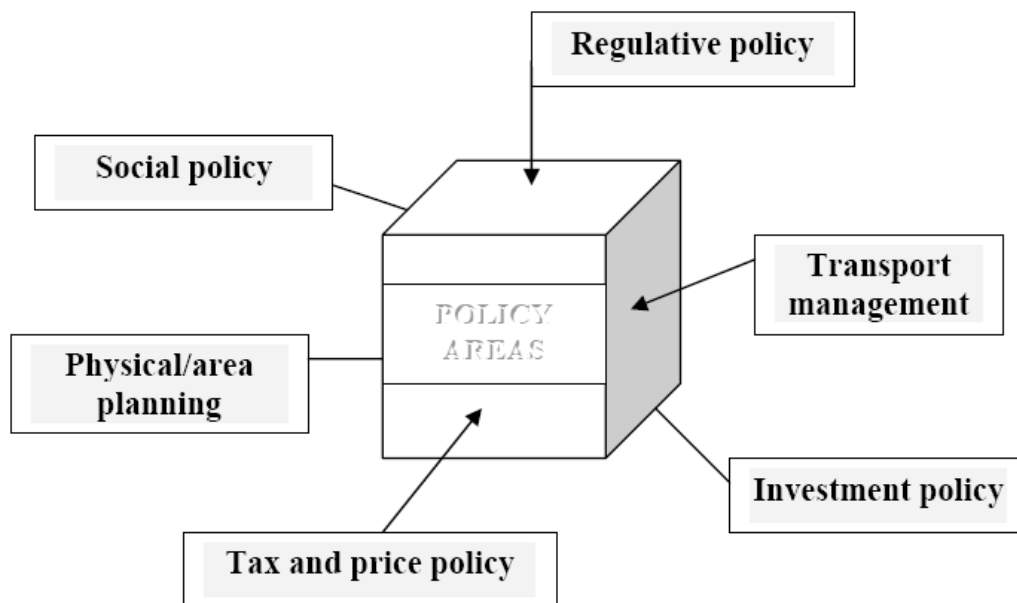 Regulative policy
Social policy
Transport
management
POLICY
AREAS
Physical/area
planning
Investment policy
Tax and price policy